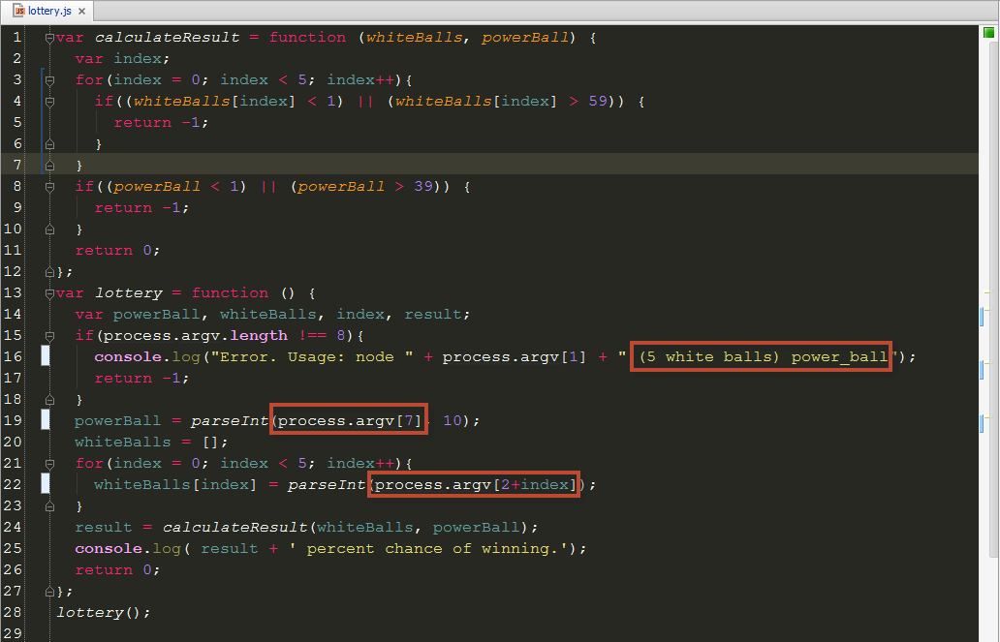 lottery.js
1 var calculateResult = function (whiteBalls, powerBall) {
2 var index;
3 for(index = 0; index < 5; index++){
4 if((whiteBalls[index] < 1) || (whiteBalls[index] > 59)) {
5 return -1;
6 }
7 }
8 if((powerBall < 1) || (powerBall > 39)) {
9 return -1;
10 }
11 return 0;
12 };
13 var lottery = function () {
14 var powerBall, whiteBalls, index, result;
15 if(process.argv.length !== 8){
16 console.log("Error. Usage: node " + process.argv[1] + " (5 white balls) power_ball");
17 return -1;
18 }
19 powerBall = parseInt(process.argv[7], 10);
20 whiteBalls = [];
21 for(index = 0; index < 5; index++){
22 whiteBalls[index] = parseInt(process.argv[2+index]);
23 }
24 result = calculateResult(whiteBalls, powerBall);
25 console.log( result + ' percent chance of winning.');
26 return 0;
27 };
28 lottery();
29